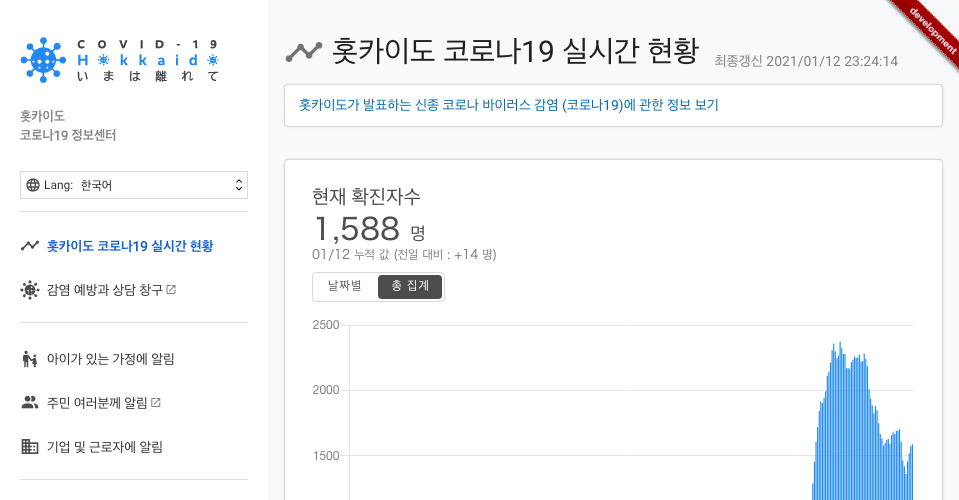 COVID-19
Hokkaido
いまは離れて
홋카이도
코로나19 정보센터
Lang: 한국어
홋카이도 코로나19 실시간 현황
감염 예방과 상담 창구
아이가 있는 가정에 알림
주민 여러분께 알림
기업 및 근로자에 알림
development
홋카이도 코로나19 실시간 현황
최종갱신 2021/01/12 23:24:14
홋카이도가 발표하는 신종 코로나 바이러스 감염 (코로나19)에 관한 정보 보기
현재 확진자수
1,588 명
01/12 누적 값 (전일 대비 : +14 명)
날짜별 총 집계
2500
2000
1500